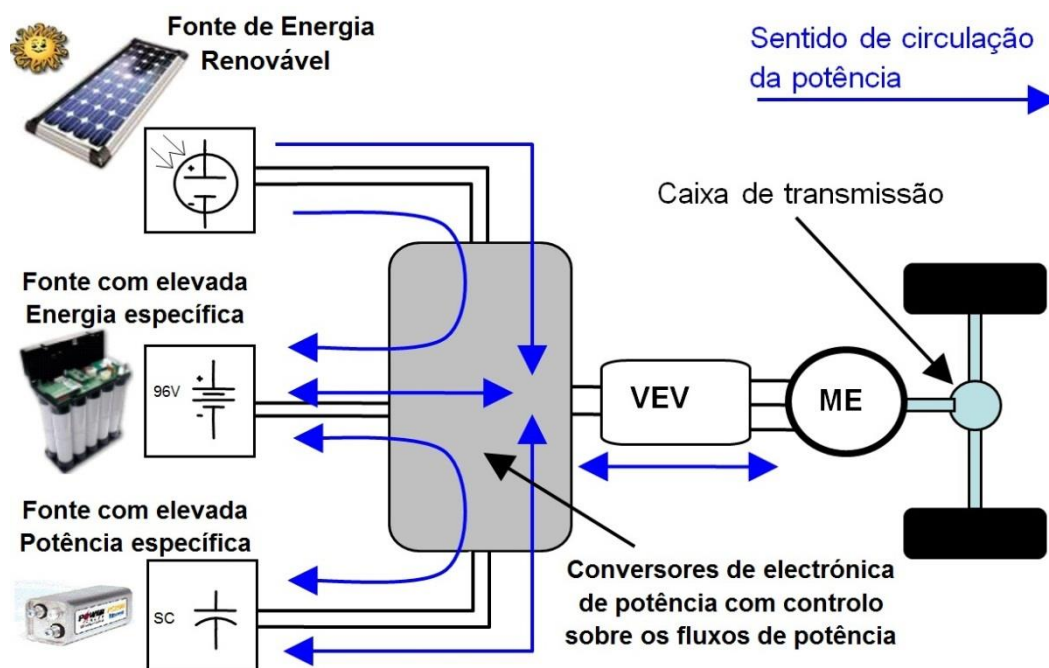 Fonte de Energia
Renovável
Sentido de circulação
da potência
Caixa de transmissão
Fonte com elevada
Energia específica
96V
+
-
VEV
ME
Fonte com elevada
Potência específica
SC
Conversores de electrónica
de potência com controlo
sobre os fluxos de potência